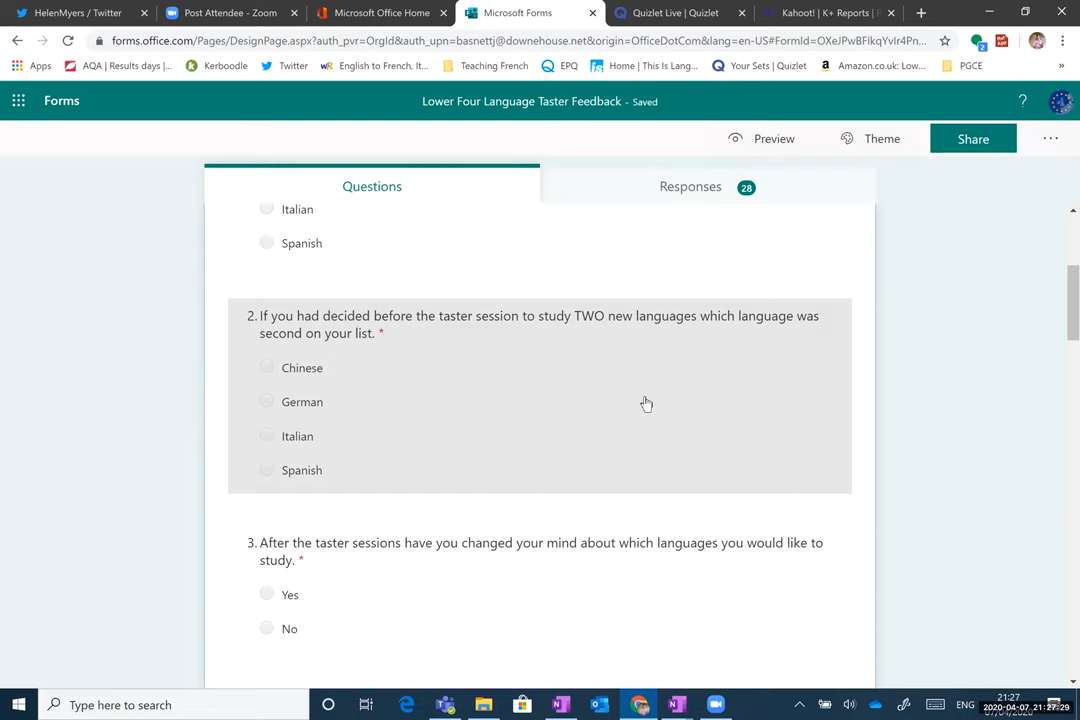 HelenMyers / Twitter
Post Attendee - Zoom
Microsoft Office Home
Microsoft Forms
Quizlet Live | Quizlet
Kahoot! | K+ Reports |
forms.office.com/Pages/DesignPage.aspx?auth_pvr=OrgId&auth_upn=basnettj@downehouse.net&origin=OfficeDotCom&lang=en-US#FormId=OXeJPwBFIkqYvIr4Pn...
2
Apps
AQA | Results days |...
Kerboodle
Twitter
English to French, It...
Teaching French
EPQ
Home | This Is Lang...
Your Sets | Quizlet
Amazon.co.uk: Low...
PGCE
»
Forms
Lower Four Language Taster Feedback - Saved
?
Preview
Theme
Share
...
Questions
Responses 28
Italian
Spanish
2. If you had decided before the taster session to study TWO new languages which language was
second on your list. *
Chinese
German
Italian
Spanish
3. After the taster sessions have you changed your mind about which languages you would like to
study. *
Yes
No
Type here to search
ENG
21:27
2020-04-07 21:27:29